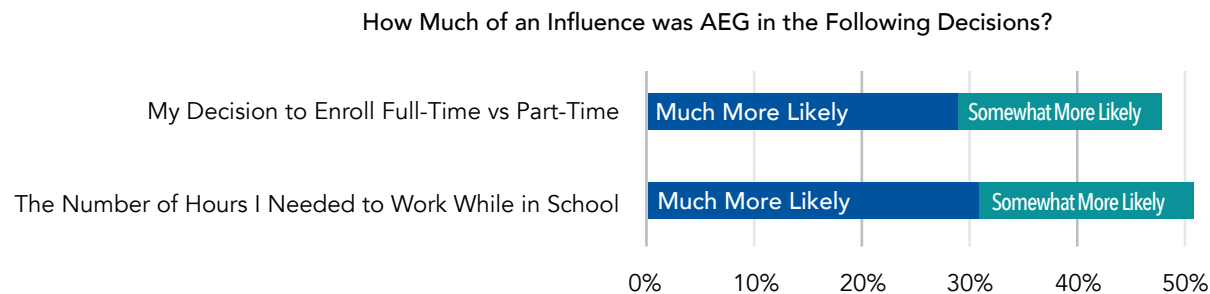 How Much of an Influence was AEG in the Following Decisions?
My Decision to Enroll Full-Time vs Part-Time
Much More Likely
Somewhat More Likely
The Number of Hours I Needed to Work While in School
Much More Likely
Somewhat More Likely
0% 10% 20% 30% 40% 50%